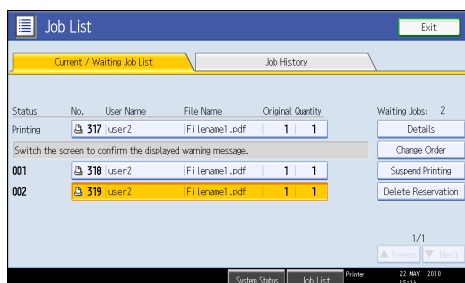 Job List
Exit
Current / Waiting Job List
Job History
Status No. User Name File Name Original Quantity
Waiting Jobs: 2
Printing 317 user2 Filename1.pdf 1 1
Details
Switch the screen to confirm the displayed warning message.
Change Order
001 318 user2 Filename1.pdf 1 1
Suspend Printing
002 319 user2 Filename1.pdf 1 1
Delete Reservation
1/1
Previous Next
System Status Job List Printer 22 MAY 2010
15:14